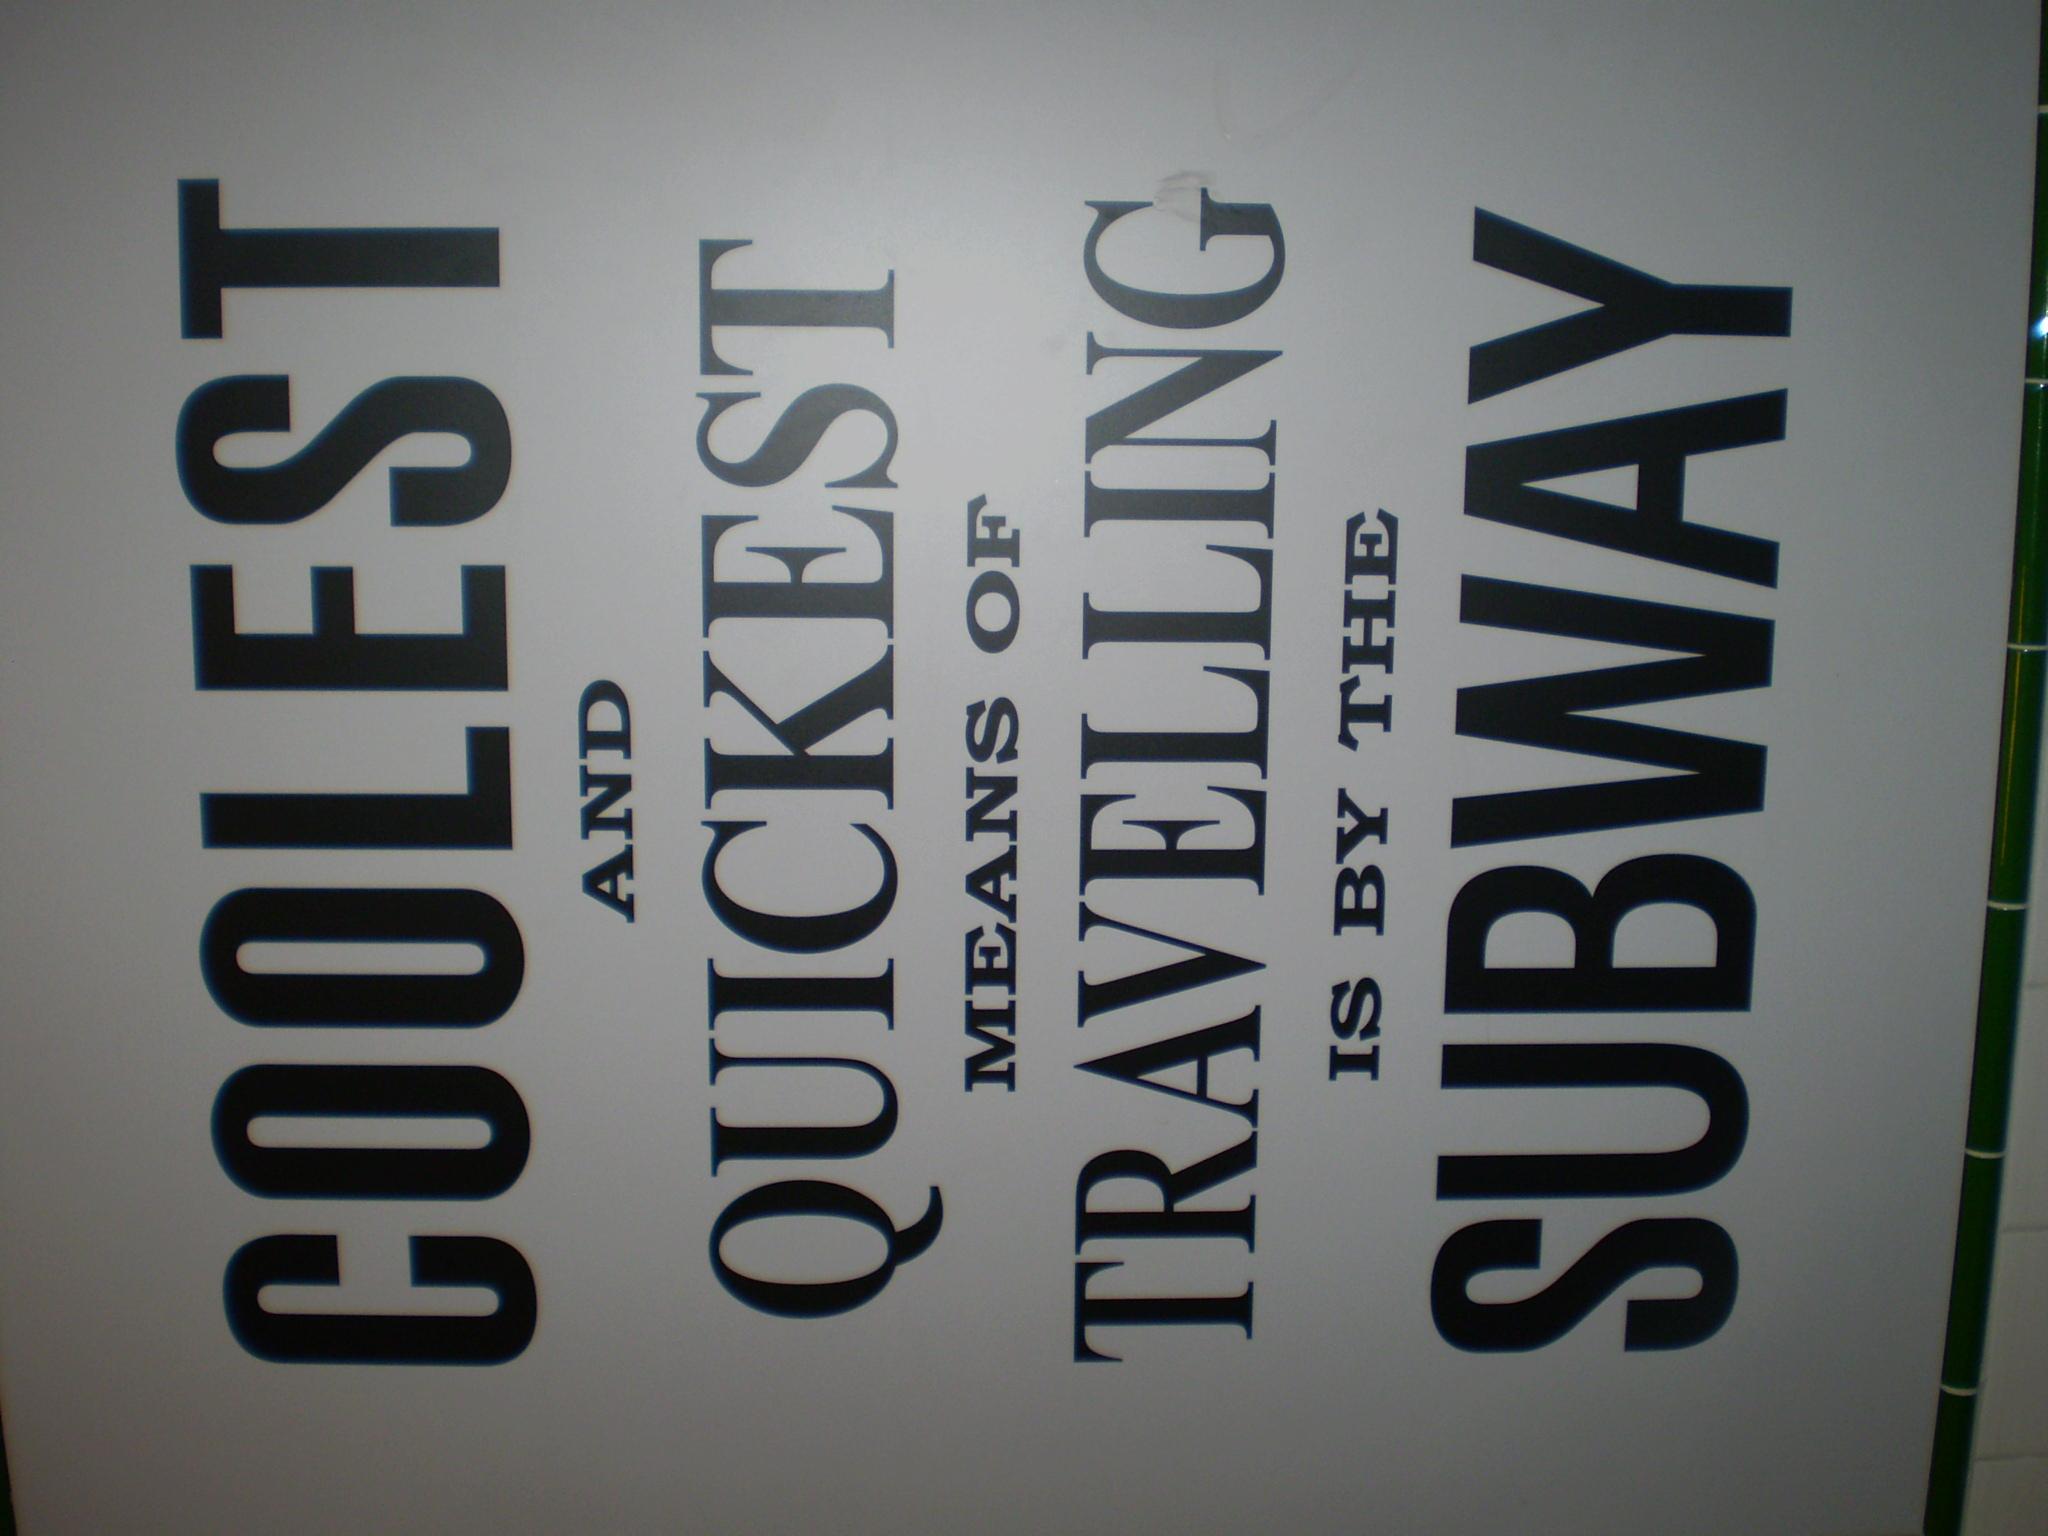 COOLEST
AND
QUICKEST
MEANS OF
TRAVELLING
IS BY THE
SUBWAY